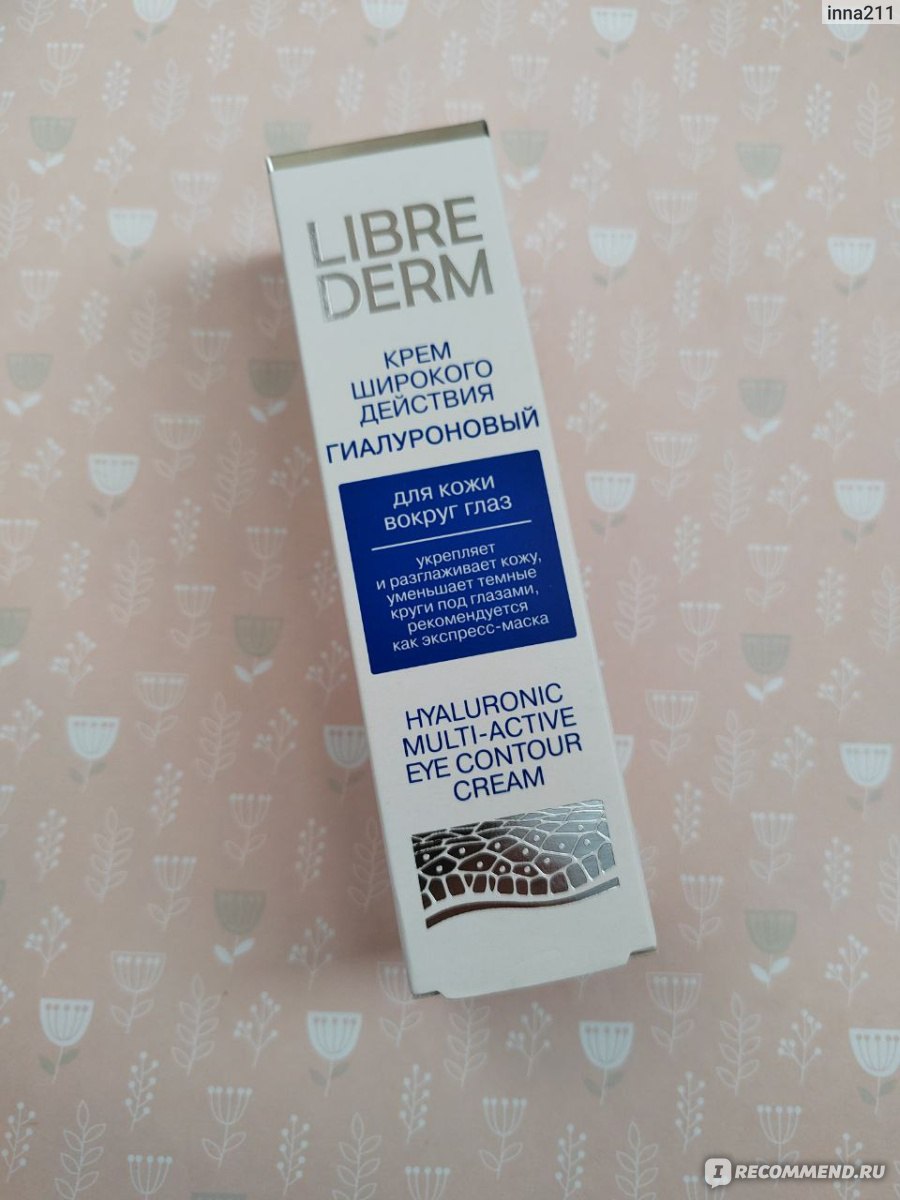 inna211
LIBRE
DERM
КРЕМ
ШИРОКОГО
ДЕЙСТВИЯ
ГИАЛУРОНОВЫЙ
для кожи
вокруг глаз
укрепляет
и разглаживает кожу,
уменьшает темные
круги под глазами,
рекомендуется
как экспресс-маска
HYALURONIC
MULTI-ACTIVE
EYE CONTOUR
CREAM
I RECOMMEND.RU